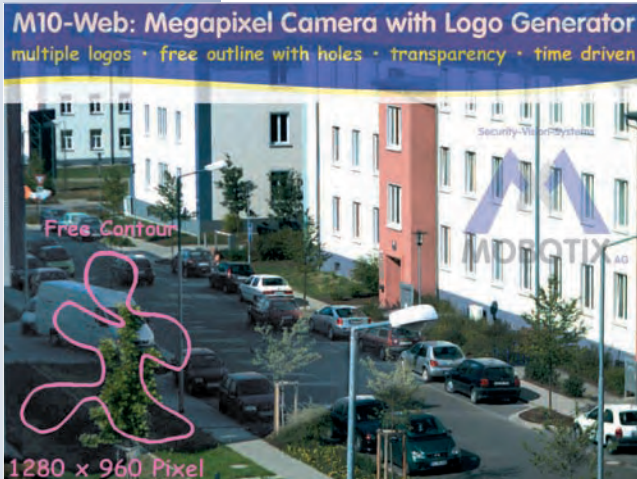 M10-Web: Megapixel Camera with Logo Generator
multiple logos · free outline with holes · transparency · time driven
Security-Vision-Systems
MOBOTIX AG
Free Contour
1280 x 960 Pixel